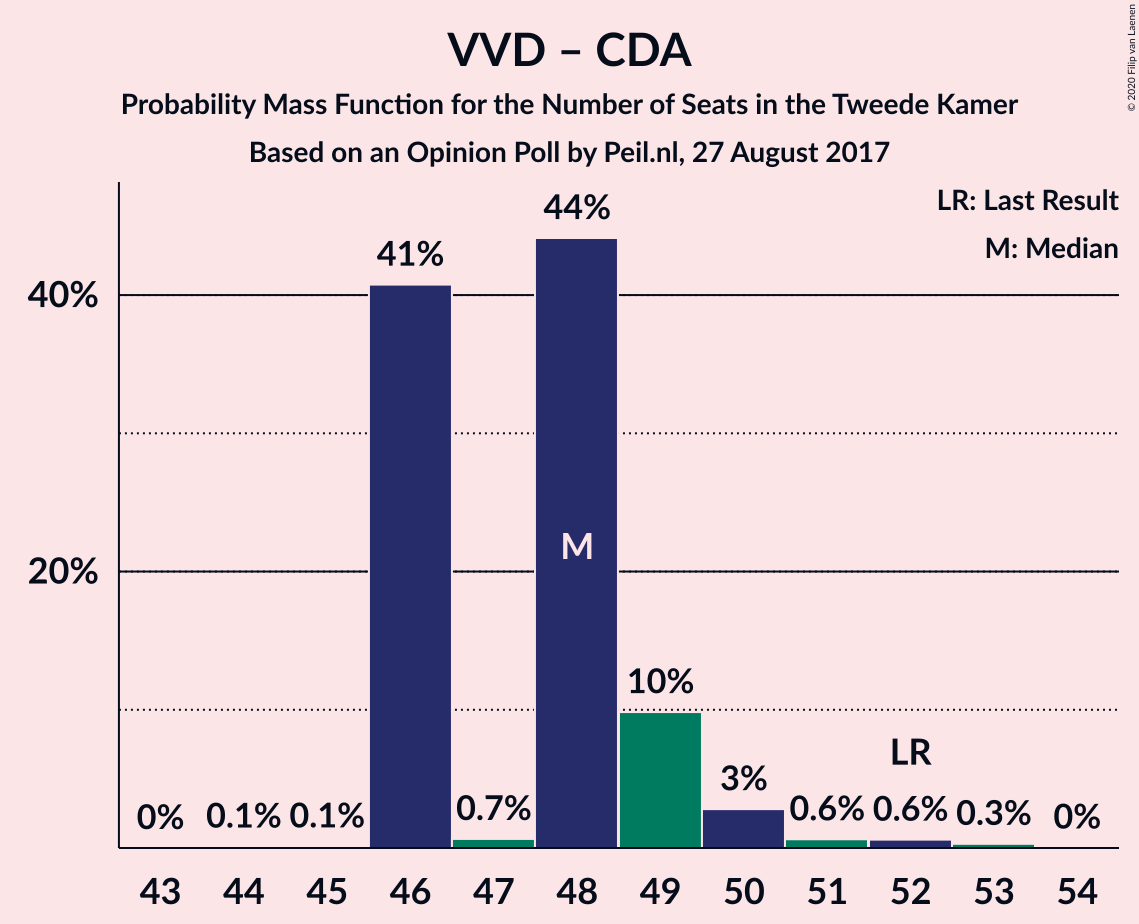 VVD – CDA
Probability Mass Function for the Number of Seats in the Tweede Kamer
Based on an Opinion Poll by Peil.nl, 27 August 2017
© 2020 Filip van Laenen
LR: Last Result
M: Median
44%
41%
40%
M
20%
10%
LR
3%
0% 0.1% 0.1% 0.7% 0.6% 0.6% 0.3% 0%
43 44 45 46 47 48 49 50 51 52 53 54